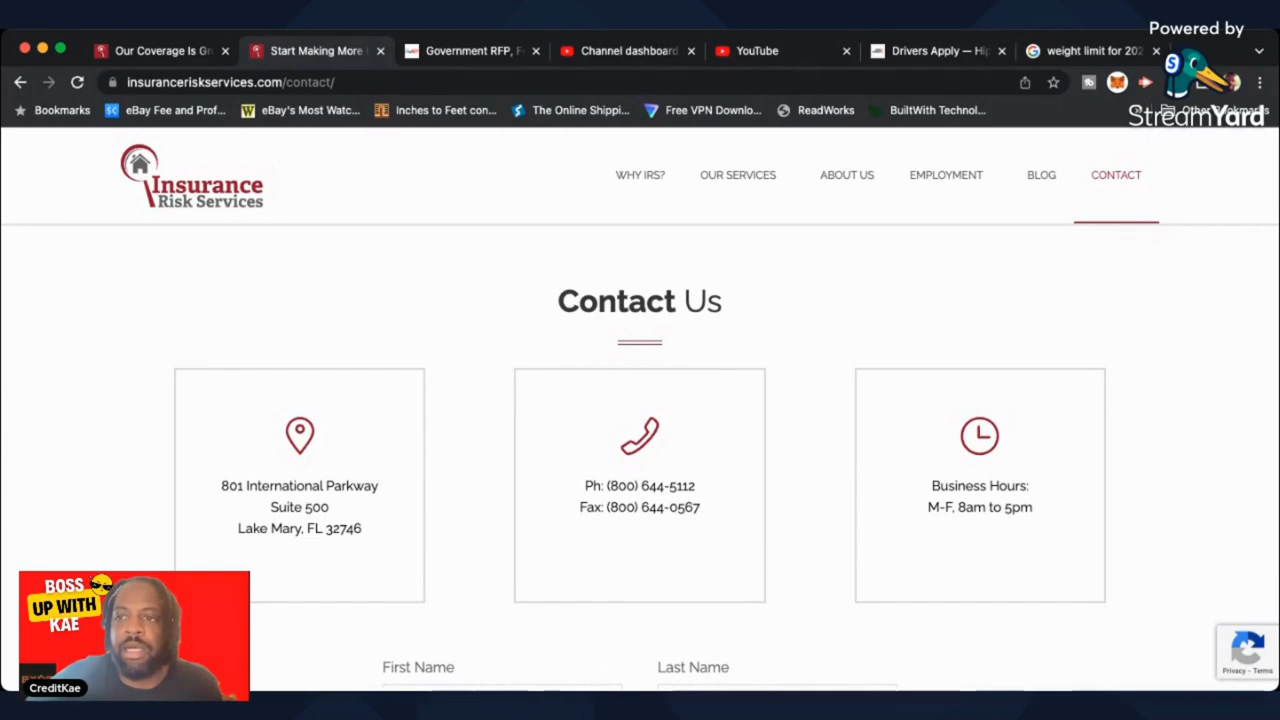 Powered by
StreamYard
Our Coverage Is Gr
Start Making More
Government RFP, F
Channel dashboard
YouTube
Drivers Apply — Hi
weight limit for 202
insuranceriskservices.com/contact/
Bookmarks
eBay Fee and Prof...
eBay's Most Watc...
Inches to Feet con...
The Online Shippi...
Free VPN Downlo...
ReadWorks
BuiltWith Technol...
Insurance
Risk Services
WHY IRS?
OUR SERVICES
ABOUT US
EMPLOYMENT
BLOG
CONTACT
Contact Us
801 International Parkway
Suite 500
Lake Mary, FL 32746
Ph: (800) 644-5112
Fax: (800) 644-0567
Business Hours:
M-F, 8am to 5pm
BOSS
UP WITH
KAE
CreditKae
First Name
Last Name
Privacy - Terms